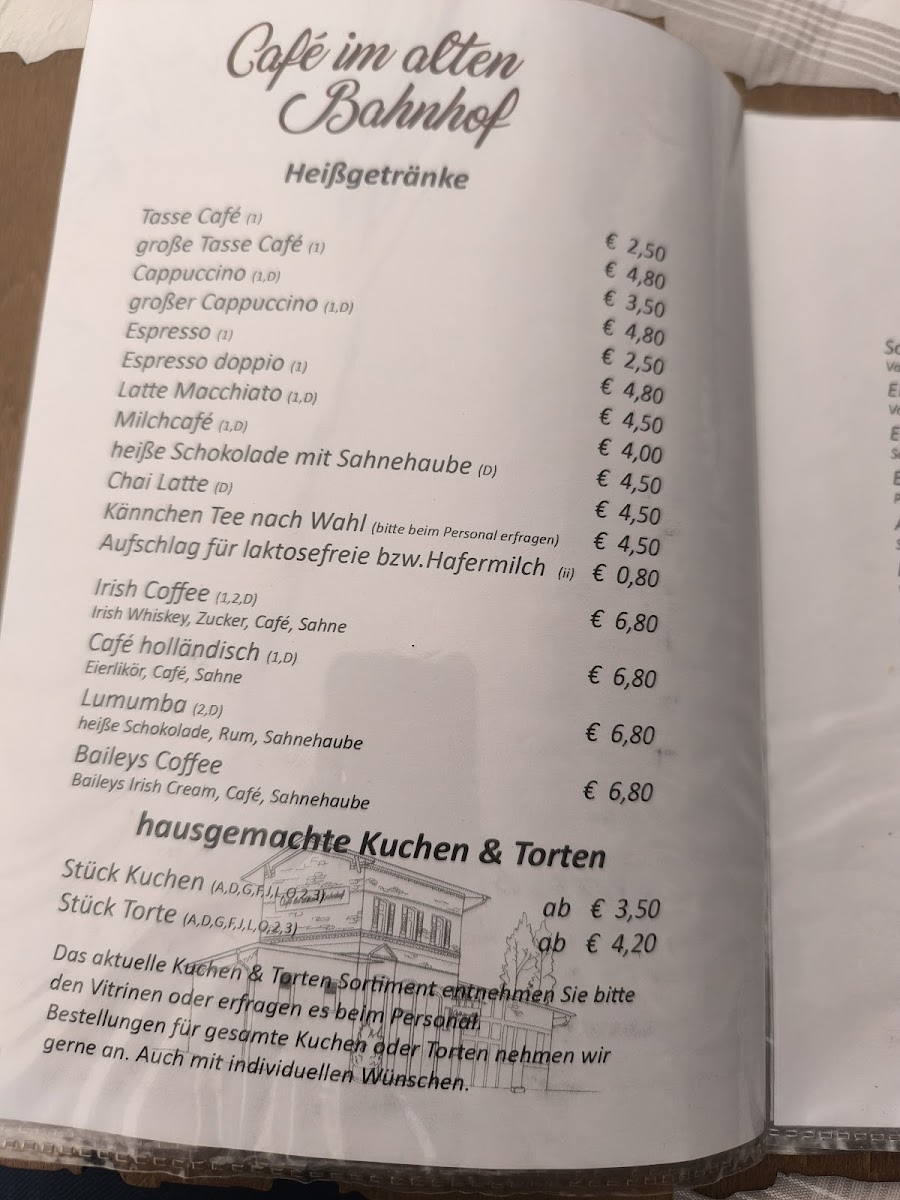 Café im alten
Bahnhof
Heißgetränke
Tasse Café (1) € 2,50
große Tasse Café (1) € 4,80
Cappuccino (1,D) € 3,50
großer Cappuccino (1,D) € 4,80
Espresso (1) € 2,50
Espresso doppio (1) € 4,80
Latte Macchiato (1,D) € 4,50
Milchcafé (1,D) € 4,00
heiße Schokolade mit Sahnehaube (D) € 4,50
Chai Latte (D) € 4,50
Kännchen Tee nach Wahl (bitte beim Personal erfragen) € 4,50
Aufschlag für laktosefreie bzw.Hafermilch (ii) € 0,80
Irish Coffee (1,2,D) € 6,80
Irish Whiskey, Zucker, Café, Sahne
Café holländisch (1,D) € 6,80
Eierlikör, Café, Sahne
Lumumba (2,D) € 6,80
heiße Schokolade, Rum, Sahnehaube
Baileys Coffee € 6,80
Baileys Irish Cream, Café, Sahnehaube
hausgemachte Kuchen & Torten
Stück Kuchen (A,D,G,F,J,L,O,2,3) ab € 3,50
Stück Torte (A,D,G,F,J,L,O,2,3) ab € 4,20
Das aktuelle Kuchen & Torten Sortiment entnehmen Sie bitte
den Vitrinen oder erfragen es beim Personal.
Bestellungen für gesamte Kuchen oder Torten nehmen wir
gerne an. Auch mit individuellen Wünschen.